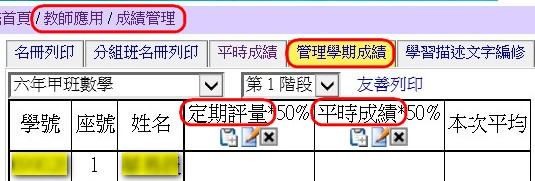 首頁 / 教師應用 / 成績管理
名冊列印 分組班名冊列印 平時成績 管理學期成績 學習描述文字編修
六年甲班數學 第 1 階段 友善列印
學號 座號 姓名 定期評量*50% 平時成績*50% 本次平均
1